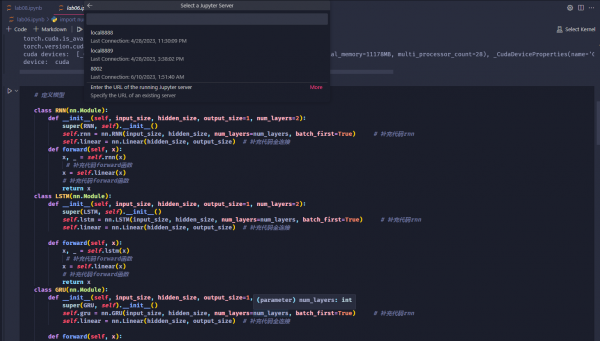 lab06.ipynb
lab06.ip
Select a Jupyter Server
lab06.ipynb > import
+ Code + Markdown
Select Kernel
localhost8888
Last Connection: 4/28/2023, 11:30:09 PM
localhost8889
Last Connection: 4/28/2023, 5:36:02 PM
8002
Last Connection: 6/10/2023, 1:51:40 AM
Enter the URL of the running Jupyter server More
Specify the URL of an existing server
torch.cuda.is_ava
torch.version.cud
cuda devices: [_
al_memory=11178MB, multi_processor_count=28), _CudaDeviceProperties(name='
device: cuda
# 定义模型
class RNN(nn.Module):
def __init__(self, input_size, hidden_size, output_size=1, num_layers=2):
super(RNN, self).__init__()
self.rnn = nn.RNN(input_size, hidden_size, num_layers=num_layers, batch_first=True) # 补充代码rnn
self.linear = nn.Linear(hidden_size, output_size) # 补充代码全连接
def forward(self, x):
x, _ = self.rnn(x)
# 补充代码forward函数
x = self.linear(x)
# 补充代码forward函数
return x
class LSTM(nn.Module):
def __init__(self, input_size, hidden_size, output_size=1, num_layers=2):
super(LSTM, self).__init__()
self.lstm = nn.LSTM(input_size, hidden_size, num_layers=num_layers, batch_first=True) # 补充代码rnn
self.linear = nn.Linear(hidden_size, output_size) # 补充代码全连接
def forward(self, x):
x, _ = self.lstm(x)
# 补充代码forward函数
x = self.linear(x)
# 补充代码forward函数
return x
class GRU(nn.Module):
def __init__(self, input_size, hidden_size, output_size=1,
(parameter) num_layers: int
super(GRU, self).__init__()
self.gru = nn.GRU(input_size, hidden_size, num_layers=num_layers, batch_first=True) # 补充代码rnn
self.linear = nn.Linear(hidden_size, output_size) # 补充代码全连接
def forward(self, x):